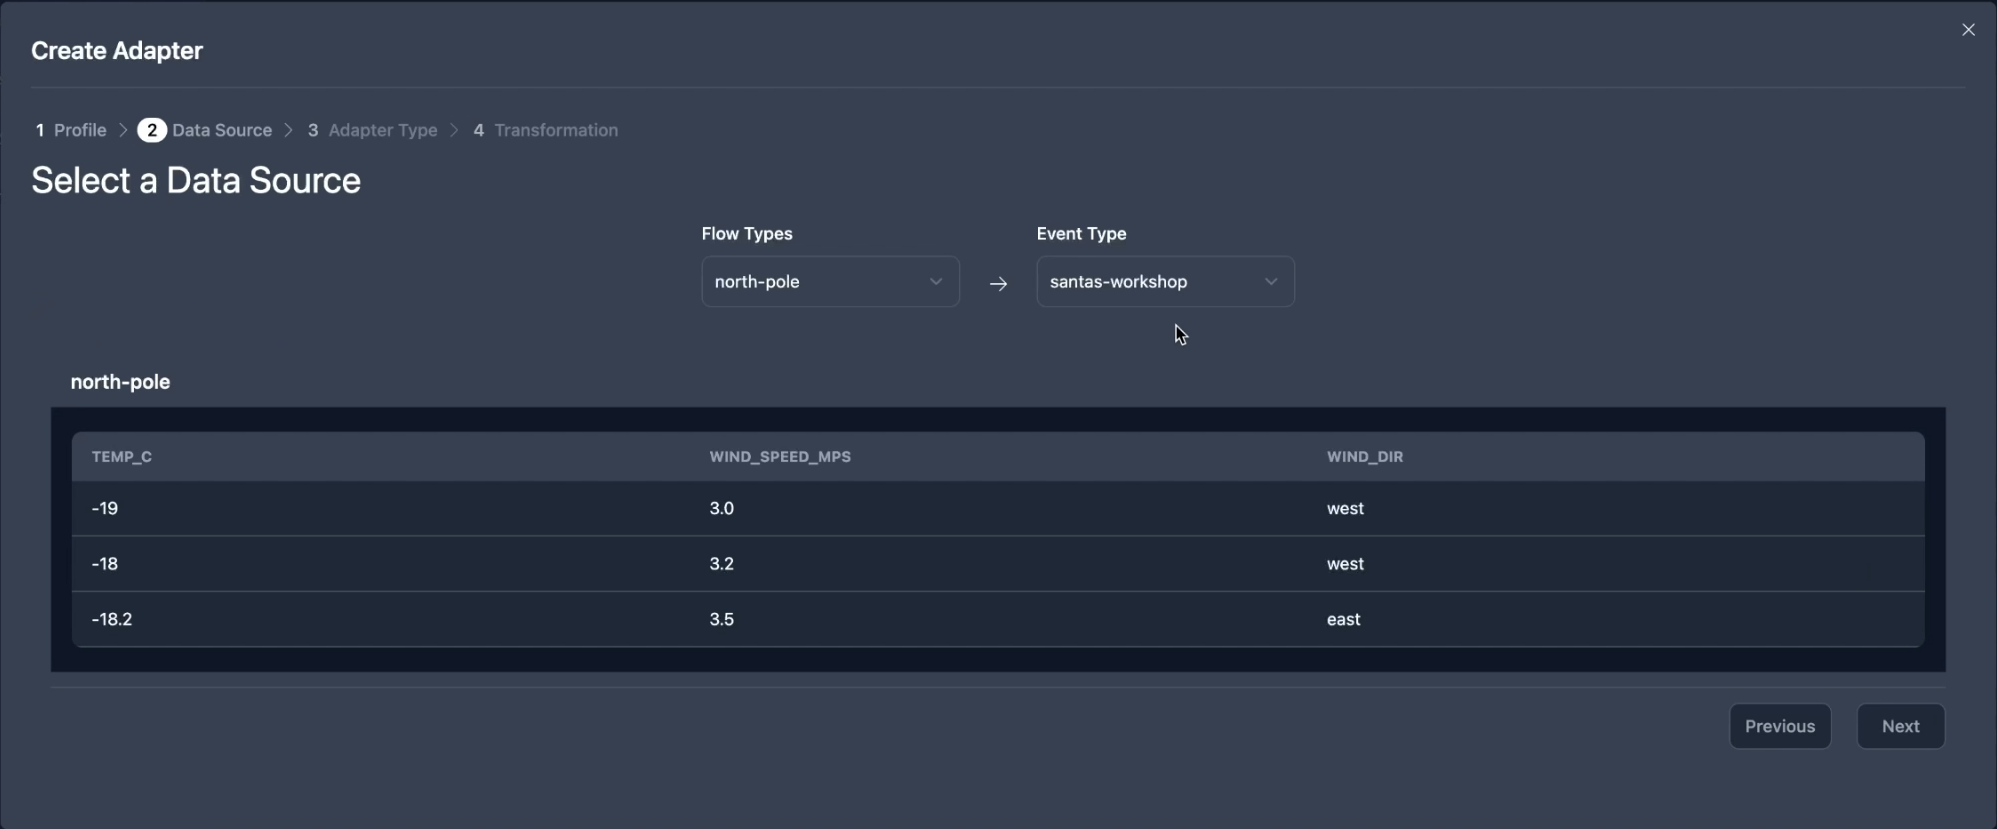 Create Adapter
1 Profile 2 Data Source 3 Adapter Type 4 Transformation
Select a Data Source
Flow Types Event Type
north-pole santas-workshop
north-pole
TEMP_C WIND_SPEED_MPS WIND_DIR
-19 3.0 west
-18 3.2 west
-18.2 3.5 east
Previous Next